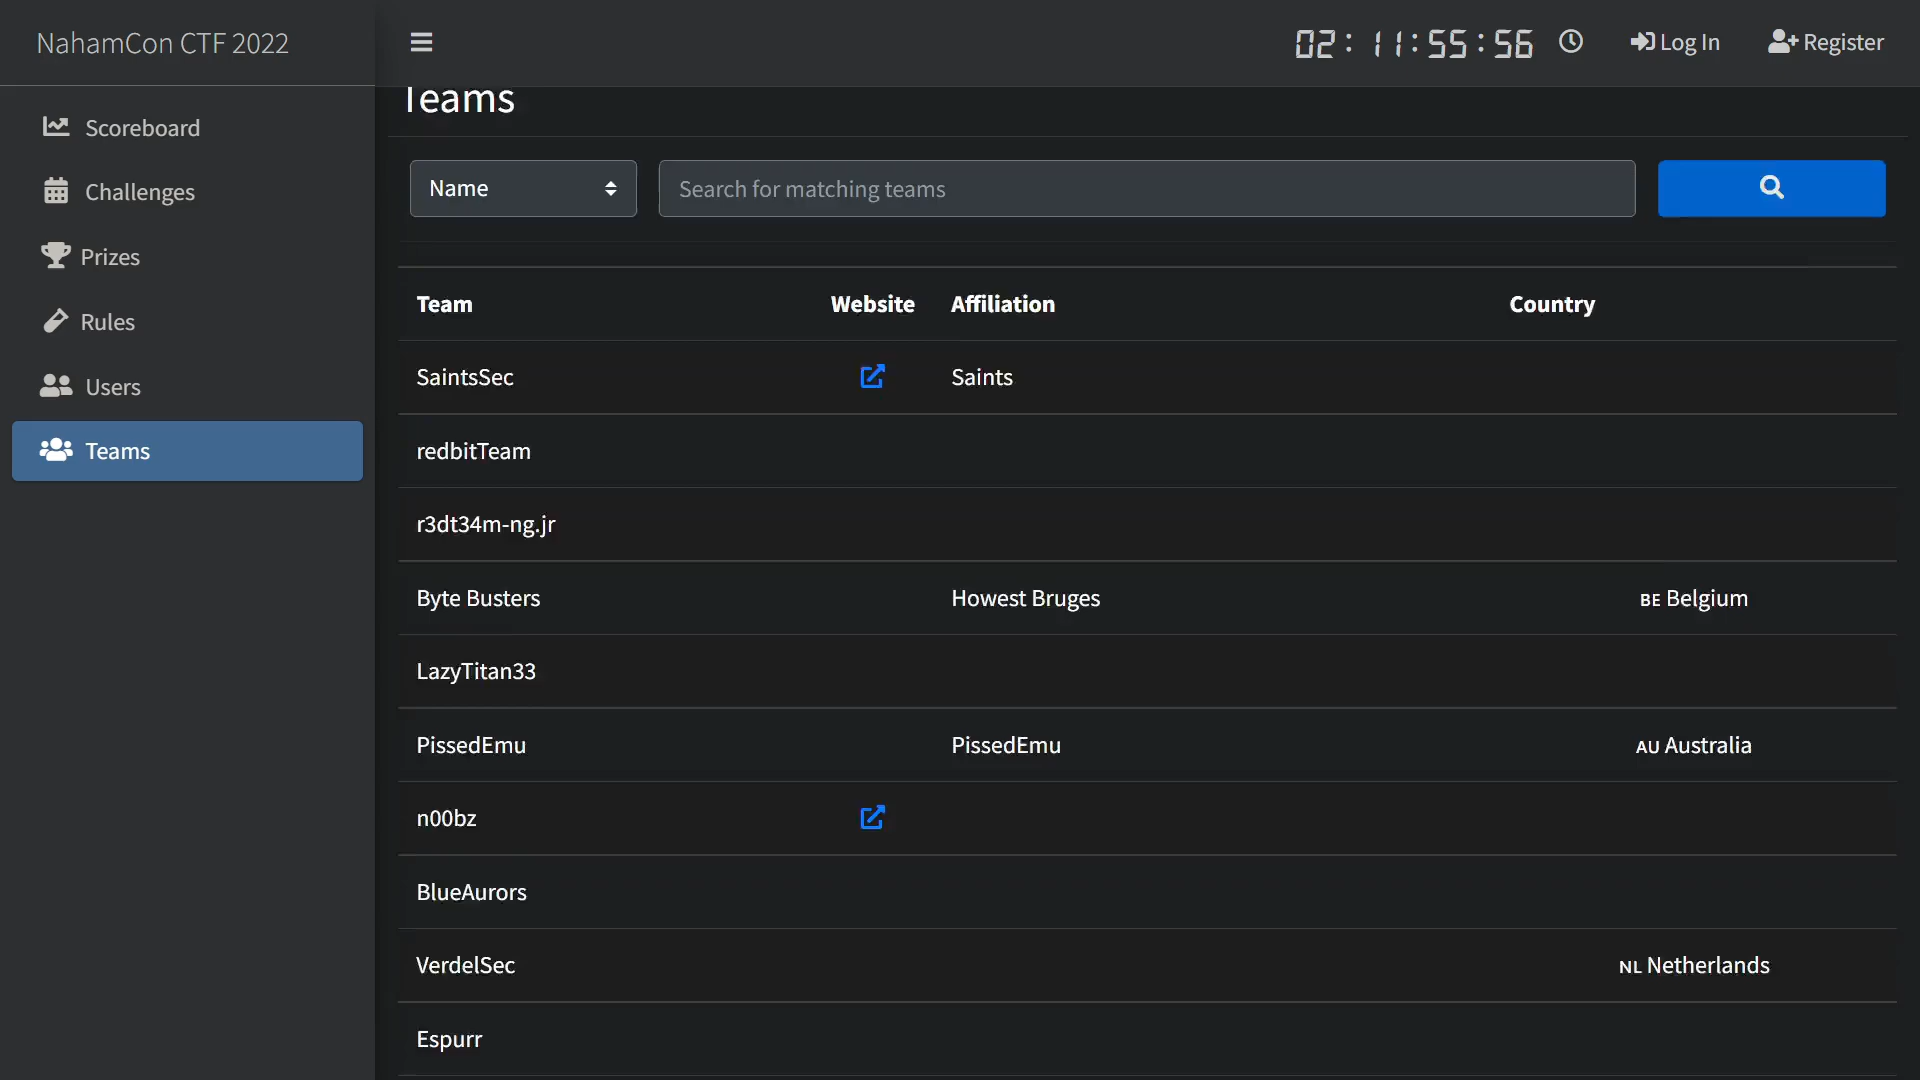 NahamCon CTF 2022
02:11:55:56
Log In
Register
Scoreboard
Challenges
Prizes
Rules
Users
Teams
Teams
Name
Search for matching teams
Team Website Affiliation Country
SaintsSec Saints
redbitTeam
r3dt34m-ng.jr
Byte Busters Howest Bruges BE Belgium
LazyTitan33
PissedEmu PissedEmu AU Australia
n00bz
BlueAurors
VerdelSec NL Netherlands
Espurr